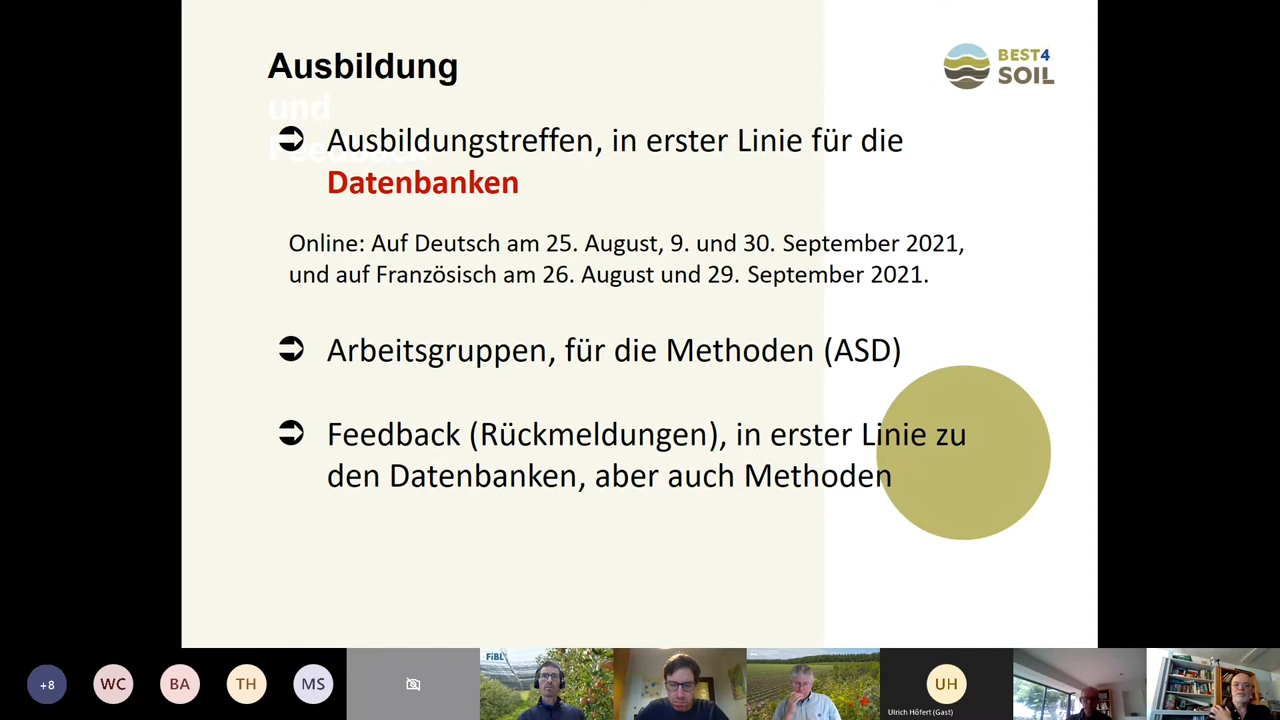 Ausbildung
und
Feedback
BEST4
SOIL
Ausbildungstreffen, in erster Linie für die
Datenbanken
Online: Auf Deutsch am 25. August, 9. und 30. September 2021,
und auf Französisch am 26. August und 29. September 2021.
Arbeitsgruppen, für die Methoden (ASD)
Feedback (Rückmeldungen), in erster Linie zu
den Datenbanken, aber auch Methoden
+8
WC
BA
TH
MS
FiBL
UH
Ulrich Höfert (Gast)